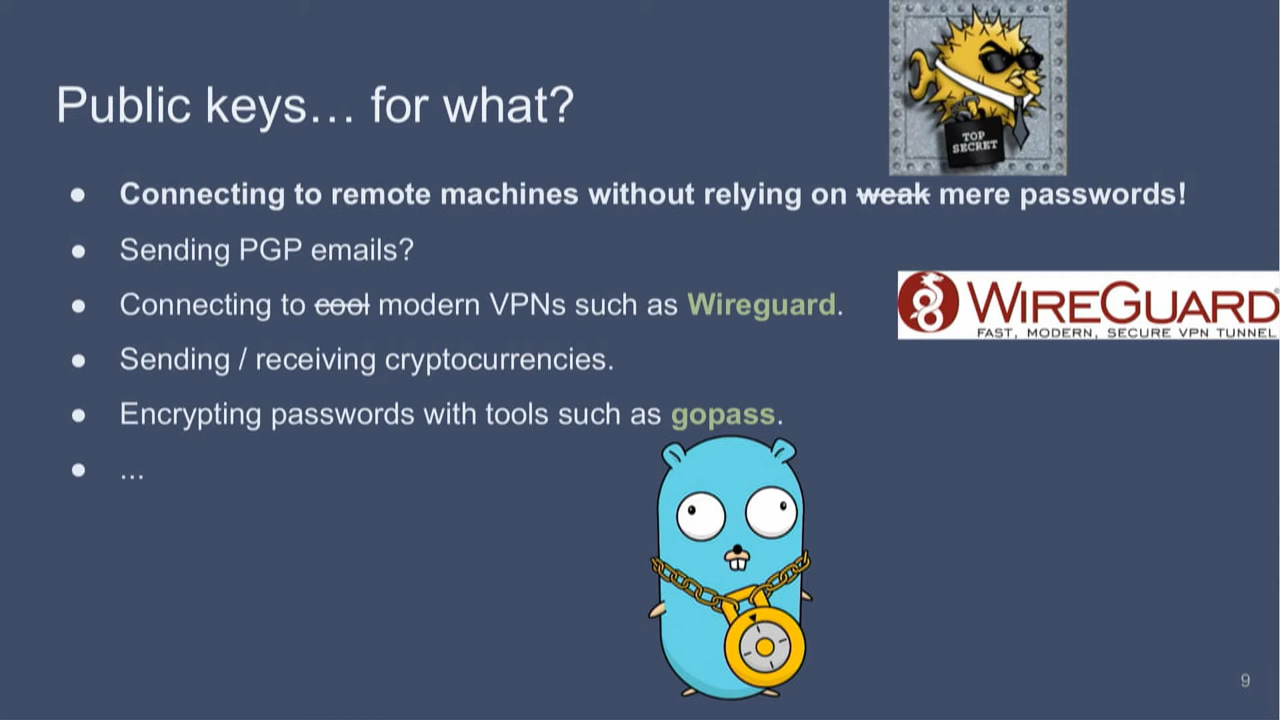 TOP
SECRET
Public keys… for what?
● Connecting to remote machines without relying on weak mere passwords!
● Sending PGP emails?
● Connecting to cool modern VPNs such as Wireguard.
WIREGUARD
FAST, MODERN, SECURE VPN TUNNEL
● Sending / receiving cryptocurrencies.
● Encrypting passwords with tools such as gopass.
● ...
9